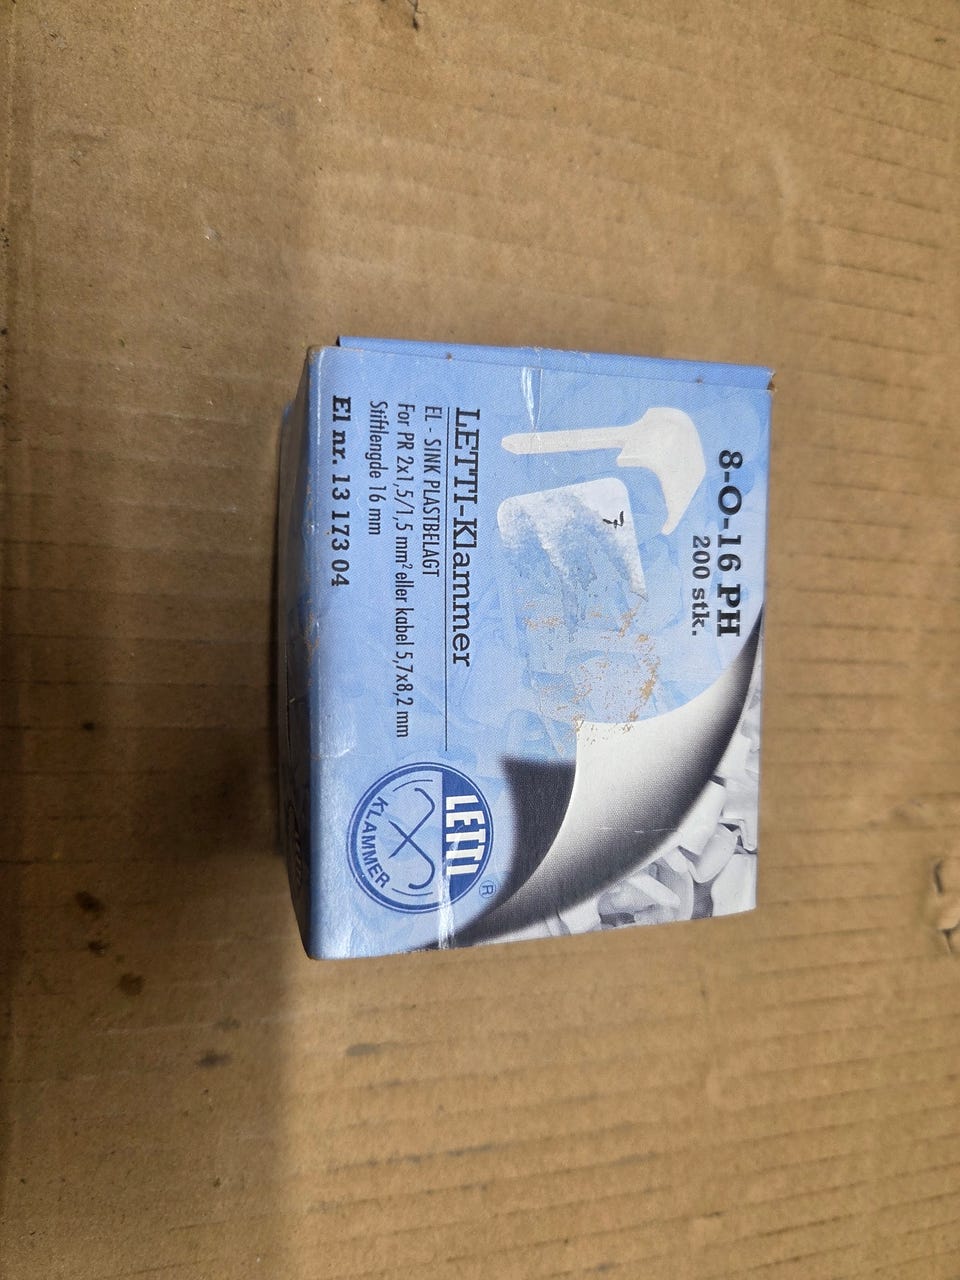 8-O-16 PH
200 stk.
7
LETTI-Klammer
EL - SINK PLASTBELAGT
For PR 2x1,5/1,5 mm² eller kabel 5,7x8,2 mm
Stiftlengde 16 mm
El nr. 13 173 04
LETTI
®
KLAMMER